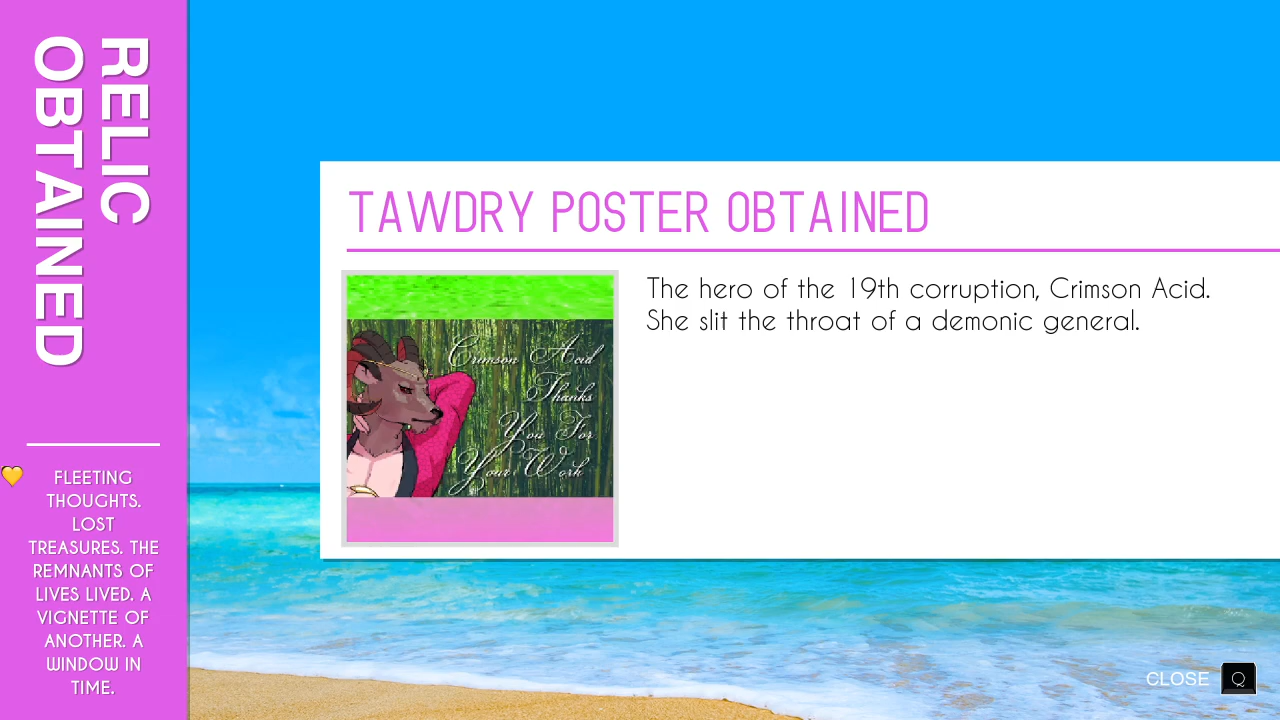 RELIC
OBTAINED
FLEETING
THOUGHTS.
LOST
TREASURES. THE
REMNANTS OF
LIVES LIVED. A
VIGNETTE OF
ANOTHER. A
WINDOW IN
TIME.
TAWDRY POSTER OBTAINED
Crimson Acid
Thanks
You For
Your Work
The hero of the 19th corruption, Crimson Acid.
She slit the throat of a demonic general.
CLOSE Q